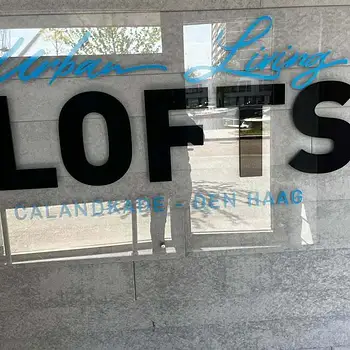 Urban Living
LOFTS
CALANDKADE - DEN HAAG